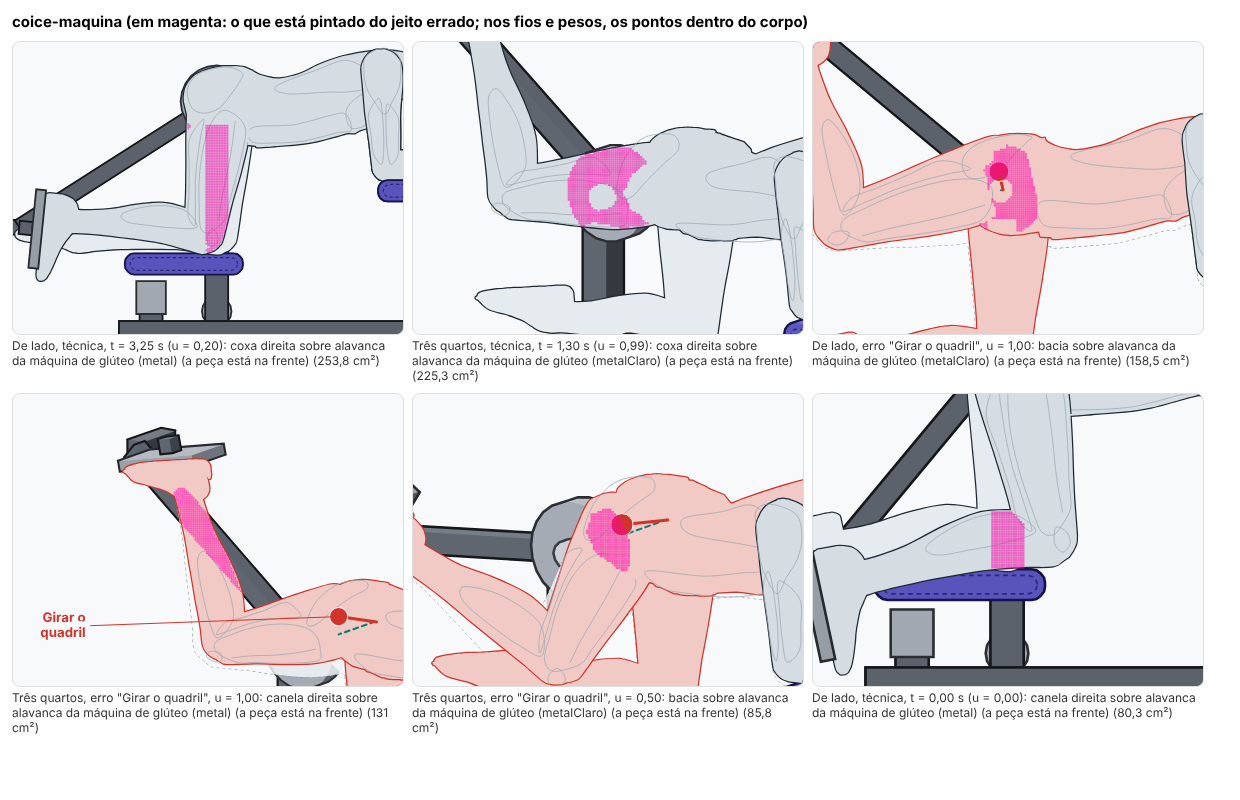 coice-maquina (em magenta: o que está pintado do jeito errado; nos fios e pesos, os pontos dentro do corpo)
De lado, técnica, t = 3,25 s (u = 0,20): coxa direita sobre alavanca
da máquina de glúteo (metal) (a peça está na frente) (253,8 cm²)
Três quartos, técnica, t = 1,30 s (u = 0,99): coxa direita sobre
alavanca da máquina de glúteo (metalClaro) (a peça está na frente)
(225,3 cm²)
De lado, erro "Girar o quadril", u = 1,00: bacia sobre alavanca da
máquina de glúteo (metalClaro) (a peça está na frente) (158,5 cm²)
Girar o
quadril
Três quartos, erro "Girar o quadril", u = 1,00: canela direita sobre
alavanca da máquina de glúteo (metal) (a peça está na frente) (131
cm²)
Três quartos, erro "Girar o quadril", u = 0,50: bacia sobre alavanca
da máquina de glúteo (metalClaro) (a peça está na frente) (85,8
cm²)
De lado, técnica, t = 0,00 s (u = 0,00): canela direita sobre alavanca
da máquina de glúteo (metal) (a peça está na frente) (80,3 cm²)